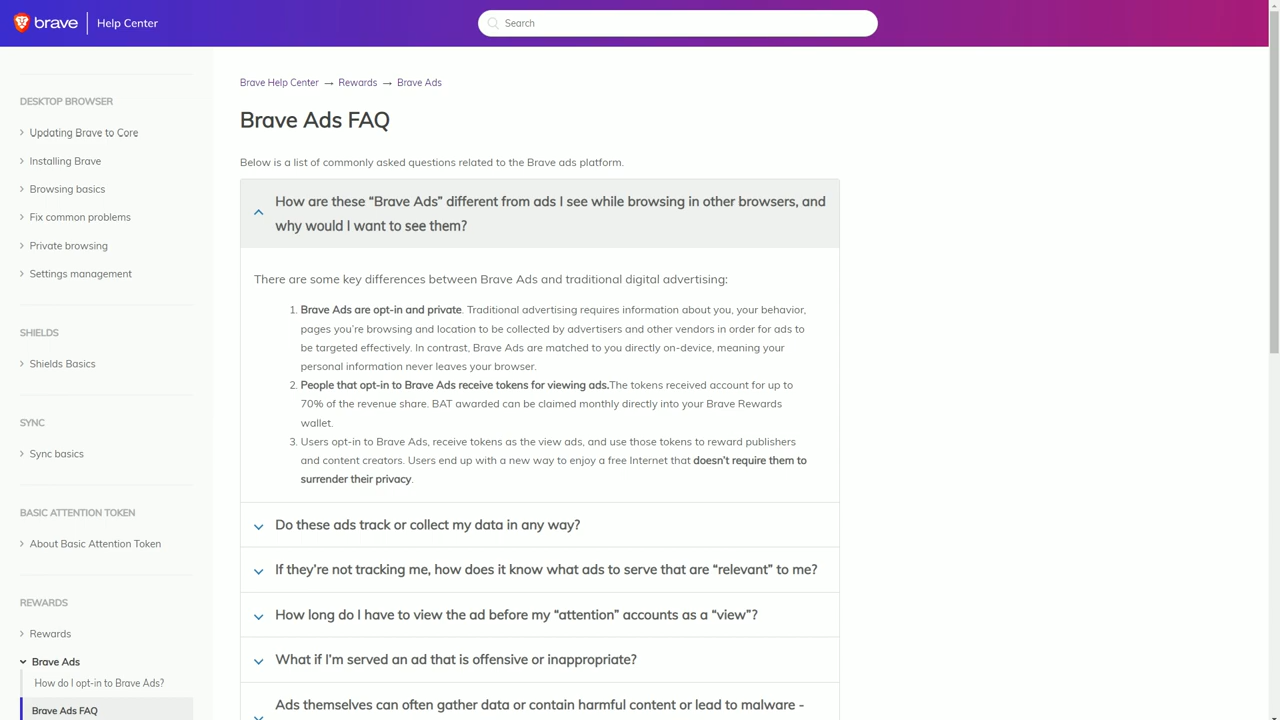 brave Help Center
Search
DESKTOP BROWSER
Updating Brave to Core
Installing Brave
Browsing basics
Fix common problems
Private browsing
Settings management
SHIELDS
Shields Basics
SYNC
Sync basics
BASIC ATTENTION TOKEN
About Basic Attention Token
REWARDS
Rewards
Brave Ads
How do I opt-in to Brave Ads?
Brave Ads FAQ
Brave Help Center → Rewards → Brave Ads
Brave Ads FAQ
Below is a list of commonly asked questions related to the Brave ads platform.
How are these “Brave Ads” different from ads I see while browsing in other browsers, and
why would I want to see them?
There are some key differences between Brave Ads and traditional digital advertising:
1. Brave Ads are opt-in and private. Traditional advertising requires information about you, your behavior,
pages you’re browsing and location to be collected by advertisers and other vendors in order for ads to
be targeted effectively. In contrast, Brave Ads are matched to you directly on-device, meaning your
personal information never leaves your browser.
2. People that opt-in to Brave Ads receive tokens for viewing ads.The tokens received account for up to
70% of the revenue share. BAT awarded can be claimed monthly directly into your Brave Rewards
wallet.
3. Users opt-in to Brave Ads, receive tokens as the view ads, and use those tokens to reward publishers
and content creators. Users end up with a new way to enjoy a free Internet that doesn’t require them to
surrender their privacy.
Do these ads track or collect my data in any way?
If they’re not tracking me, how does it know what ads to serve that are “relevant” to me?
How long do I have to view the ad before my “attention” accounts as a “view”?
What if I’m served an ad that is offensive or inappropriate?
Ads themselves can often gather data or contain harmful content or lead to malware -